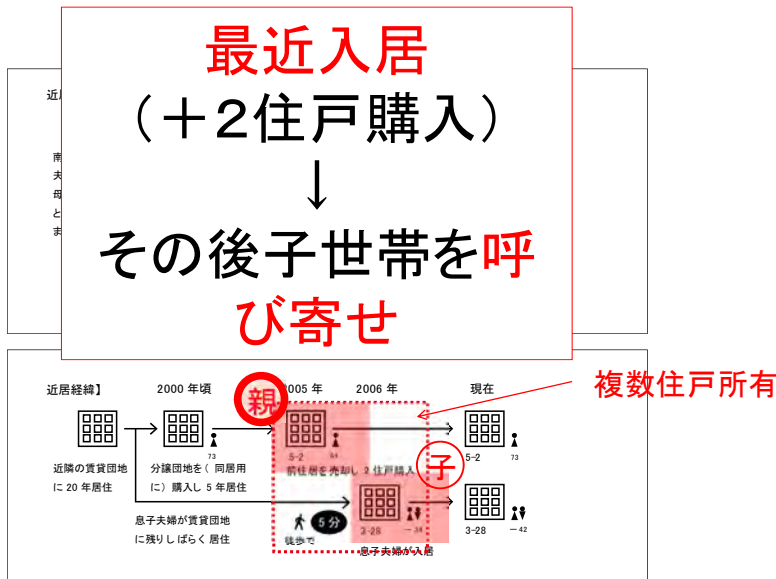 最近入居
（＋2住戸購入）
↓
その後子世帯を呼
び寄せ
近
南
夫
母
と
ま
近居経緯】
2000 年頃
親
2005 年
2006 年
現在
複数住戸所有
73
5-2
5-2
73
子
近隣の賃貸団地
に 20 年居住
分譲団地を（ 同居用
に）購入し 5 年居住
前住居を売却し 2 住戸購入
息子夫婦が賃貸団地
に残りしばらく居住
5分
徒歩で
3-28
息子夫婦が入居
3-28
－ 42